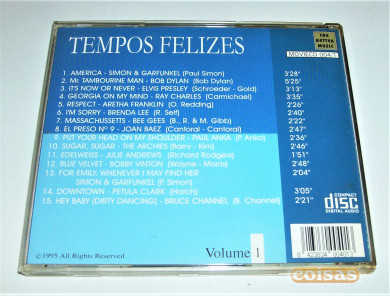 TEMPOS FELIZES
THE BETTER MUSIC
MOVIECD 004.1
1. AMERICA - SIMON & GARFUNKEL (Paul Simon) 3'28"
2. Mr. TAMBOURINE MAN - BOB DYLAN (Bob Dylan) 5'25"
3. IT'S NOW OR NEVER - ELVIS PRESLEY (Schroeder - Gold) 3'13"
4. GEORGIA ON MY MIND - RAY CHARLES (Carmichael) 3'35"
5. RESPECT - ARETHA FRANKLIN (O. Redding) 2'26"
6. I'M SORRY - BRENDA LEE (R. Self) 2'40"
7. MASSACHUSSETTS - BEE GEES (B., R. & M. Gibb) 2'22"
8. EL PRESO Nº 9 - JOAN BAEZ (Cantoral - Cantoral) 2'47"
9. PUT YOUR HEAD ON MY SHOULDER - PAUL ANKA (P. Anka) 2'36"
10. SUGAR, SUGAR - THE ARCHIES (Barry - Kim) 2'46"
11. EDELWEISS - JULIE ANDREWS (Richard Rodgers) 1'51"
12. BLUE VELVET - BOBBY VINTON (Wayne - Morris) 2'48"
13. FOR EMILY, WHENEVER I MAY FIND HER 2'04"
SIMON & GARFUNKEL (P. Simon)
14. DOWNTOWN - PETULA CLARK (Hatch) 3'05"
15. HEY BABY (DIRTY DANCING) - BRUCE CHANNEL (B. Channel) 2'21"
COMPACT
disc
DIGITAL AUDIO
©1995 All Rights Reserved
Volume 1
8 423634 004013
coisas